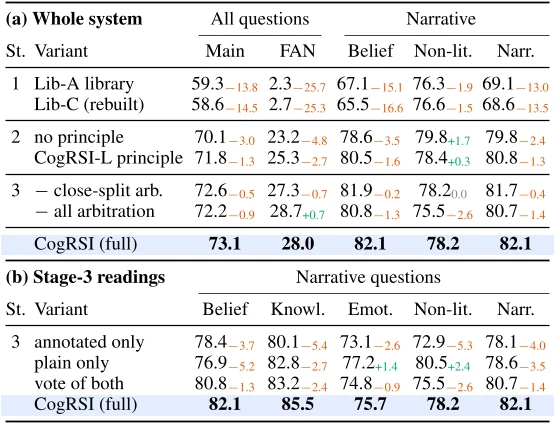 (a) Whole system All questions Narrative
St. Variant Main FAN Belief Non-lit. Narr.
1 Lib-A library 59.3−13.8 2.3−25.7 67.1−15.1 76.3−1.9 69.1−13.0
Lib-C (rebuilt) 58.6−14.5 2.7−25.3 65.5−16.6 76.6−1.5 68.6−13.5
2 no principle 70.1−3.0 23.2−4.8 78.6−3.5 79.8+1.7 79.8−2.4
CogRSI-L principle 71.8−1.3 25.3−2.7 80.5−1.6 78.4+0.3 80.8−1.3
3 − close-split arb. 72.6−0.5 27.3−0.7 81.9−0.2 78.20.0 81.7−0.4
− all arbitration 72.2−0.9 28.7+0.7 80.8−1.3 75.5−2.6 80.7−1.4
CogRSI (full) 73.1 28.0 82.1 78.2 82.1
(b) Stage-3 readings Narrative questions
St. Variant Belief Knowl. Emot. Non-lit. Narr.
3 annotated only 78.4−3.7 80.1−5.4 73.1−2.6 72.9−5.3 78.1−4.0
plain only 76.9−5.2 82.8−2.7 77.2+1.4 80.5+2.4 78.6−3.5
vote of both 80.8−1.3 83.2−2.4 74.8−0.9 75.5−2.6 80.7−1.4
CogRSI (full) 82.1 85.5 75.7 78.2 82.1